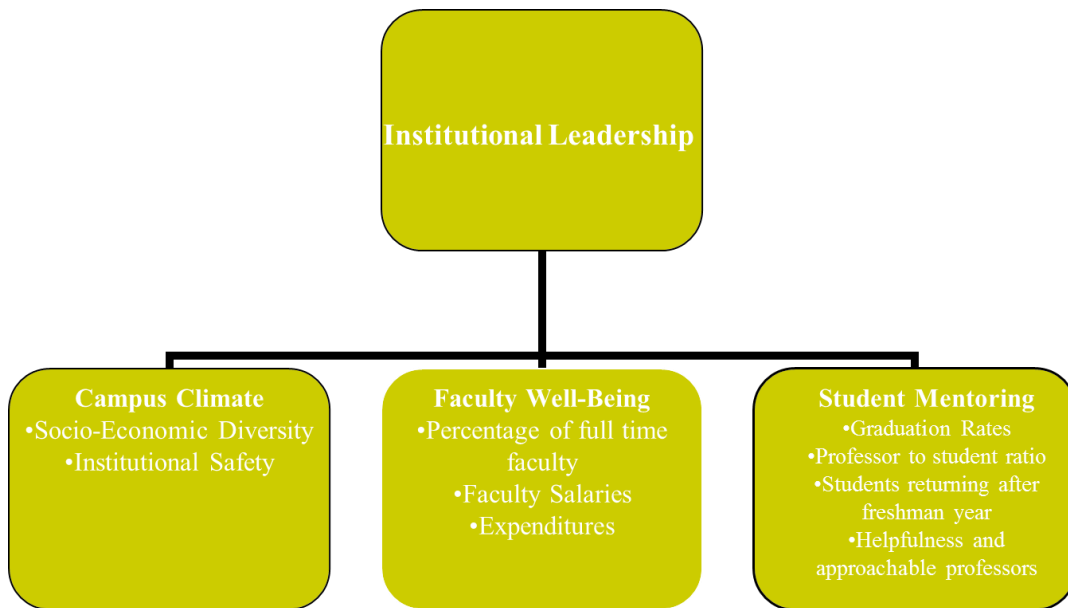 Institutional Leadership
Campus Climate
•Socio-Economic Diversity
•Institutional Safety
Faculty Well-Being
•Percentage of full time
faculty
•Faculty Salaries
•Expenditures
Student Mentoring
•Graduation Rates
•Professor to student ratio
•Students returning after
freshman year
•Helpfulness and
approachable professors